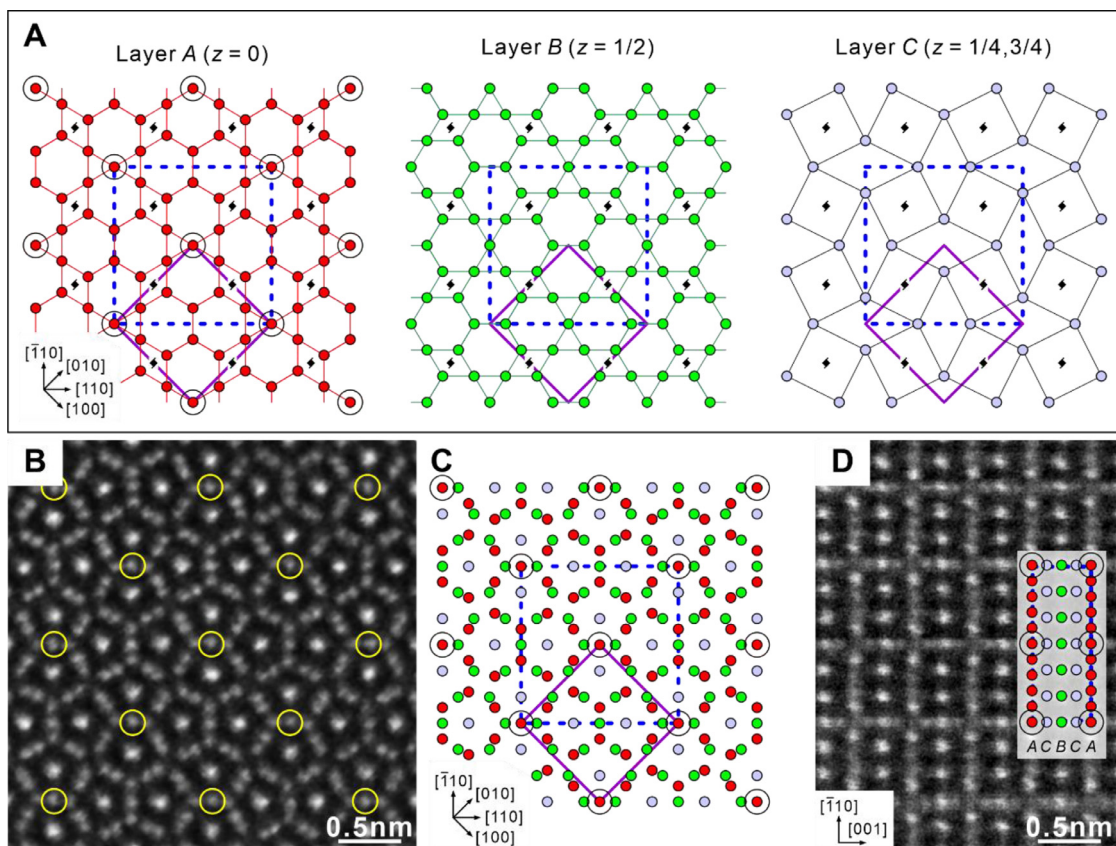 A
Layer A (z = 0)
Layer B (z = 1/2)
Layer C (z = 1/4,3/4)
[1̄10]
[010]
[110]
[100]
B
0.5nm
C
[1̄10]
[010]
[110]
[100]
D
A C B C A
[1̄10]
[001]
0.5nm